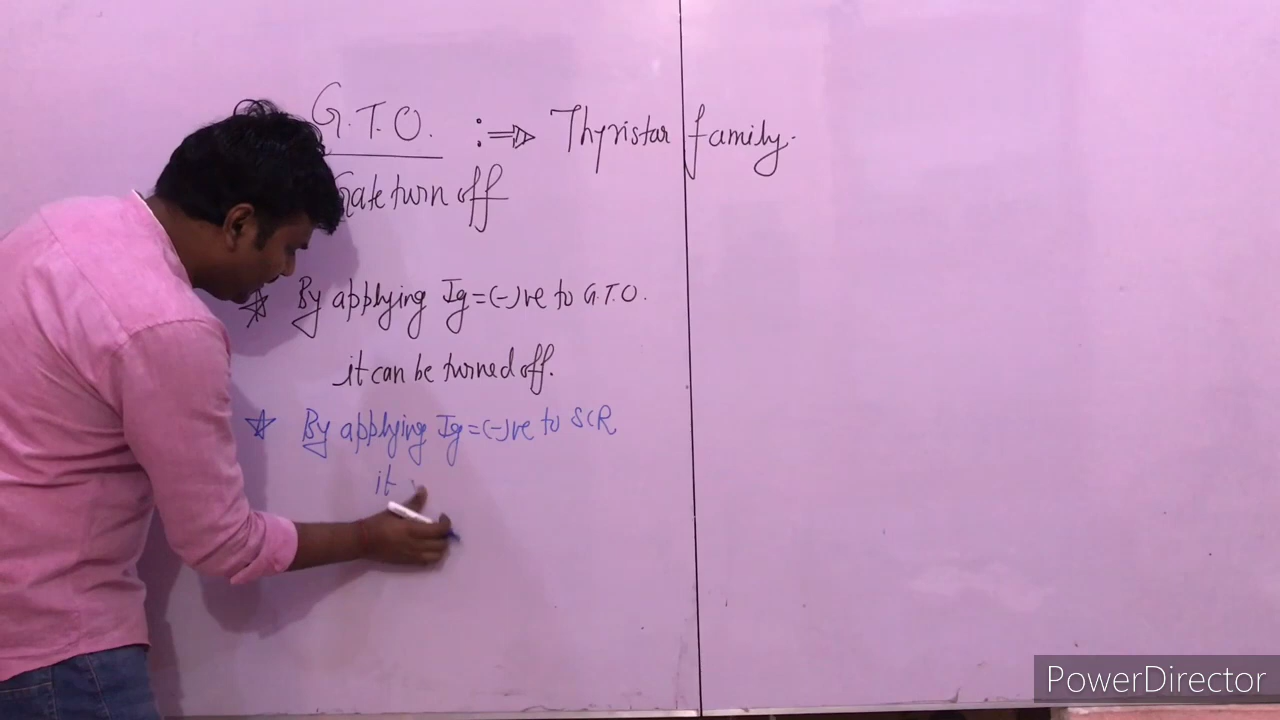 G.T.O. :⇒ Thyristar family.
Gate turn off
☆ By applying Ig=(-)ve to G.T.O.
it can be turned off.
☆ By applying Ig=(-)ve to SCR
it
PowerDirector